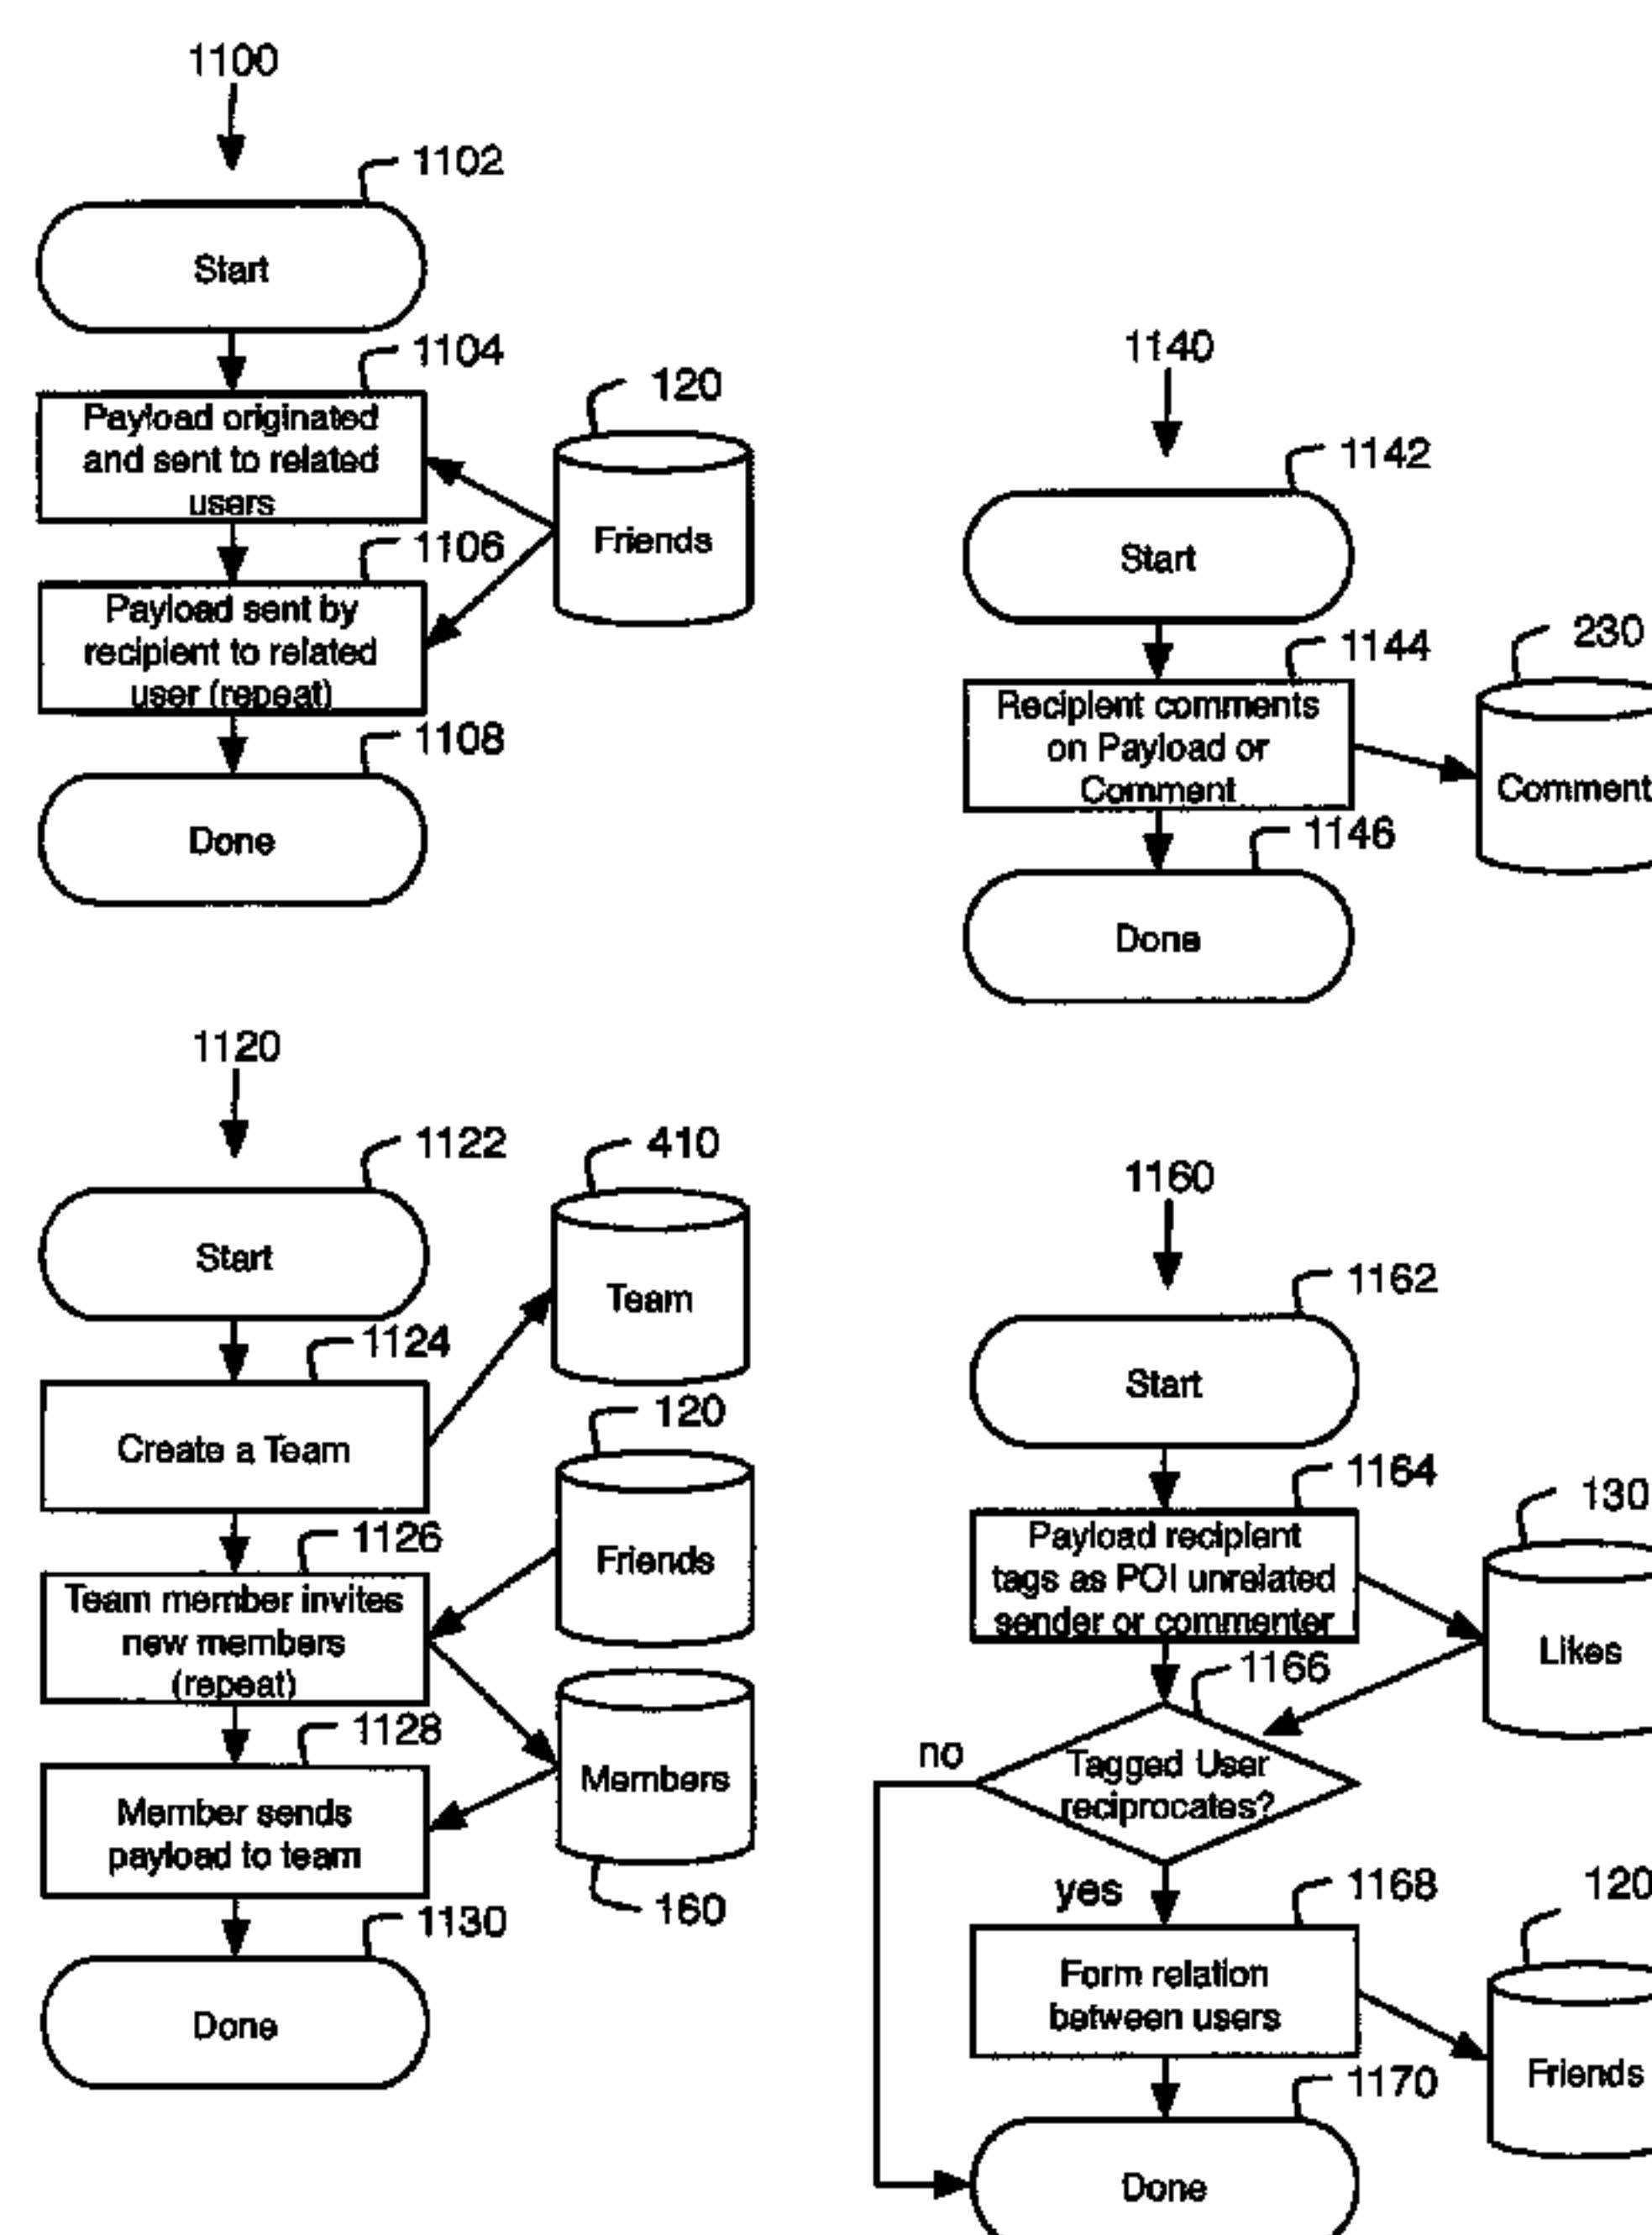 1100
1102
Start
1104
Payload originated
and sent to related
users
120
Friends
1106
Payload sent by
recipient to related
user (repeat)
1108
Done
1140
1142
Start
1144
Recipient comments
on Payload or
Comment
230
Comment
1146
Done
1120
1122
Start
410
Team
1124
Create a Team
120
Friends
1126
Team member invites
new members
(repeat)
Members
160
1128
Member sends
payload to team
1130
Done
1160
1162
Start
1164
Payload recipient
tags as POI unrelated
sender or commenter
130
Likes
1166
Tagged User
reciprocates?
no
yes
1168
Form relation
between users
120
Friends
1170
Done